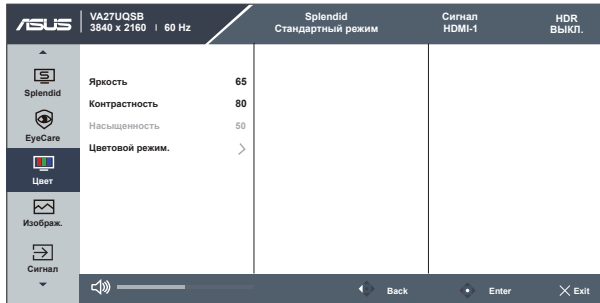 ASUS
VA27UQSB
3840 x 2160 | 60 Hz
Splendid
Стандартный режим
Сигнал
HDMI-1
HDR
ВЫКЛ.
Splendid
EyeCare
Цвет
Изображ.
Сигнал
Яркость 65
Контрастность 80
Насыщенность 50
Цветовой режим.
Back
Enter
Exit